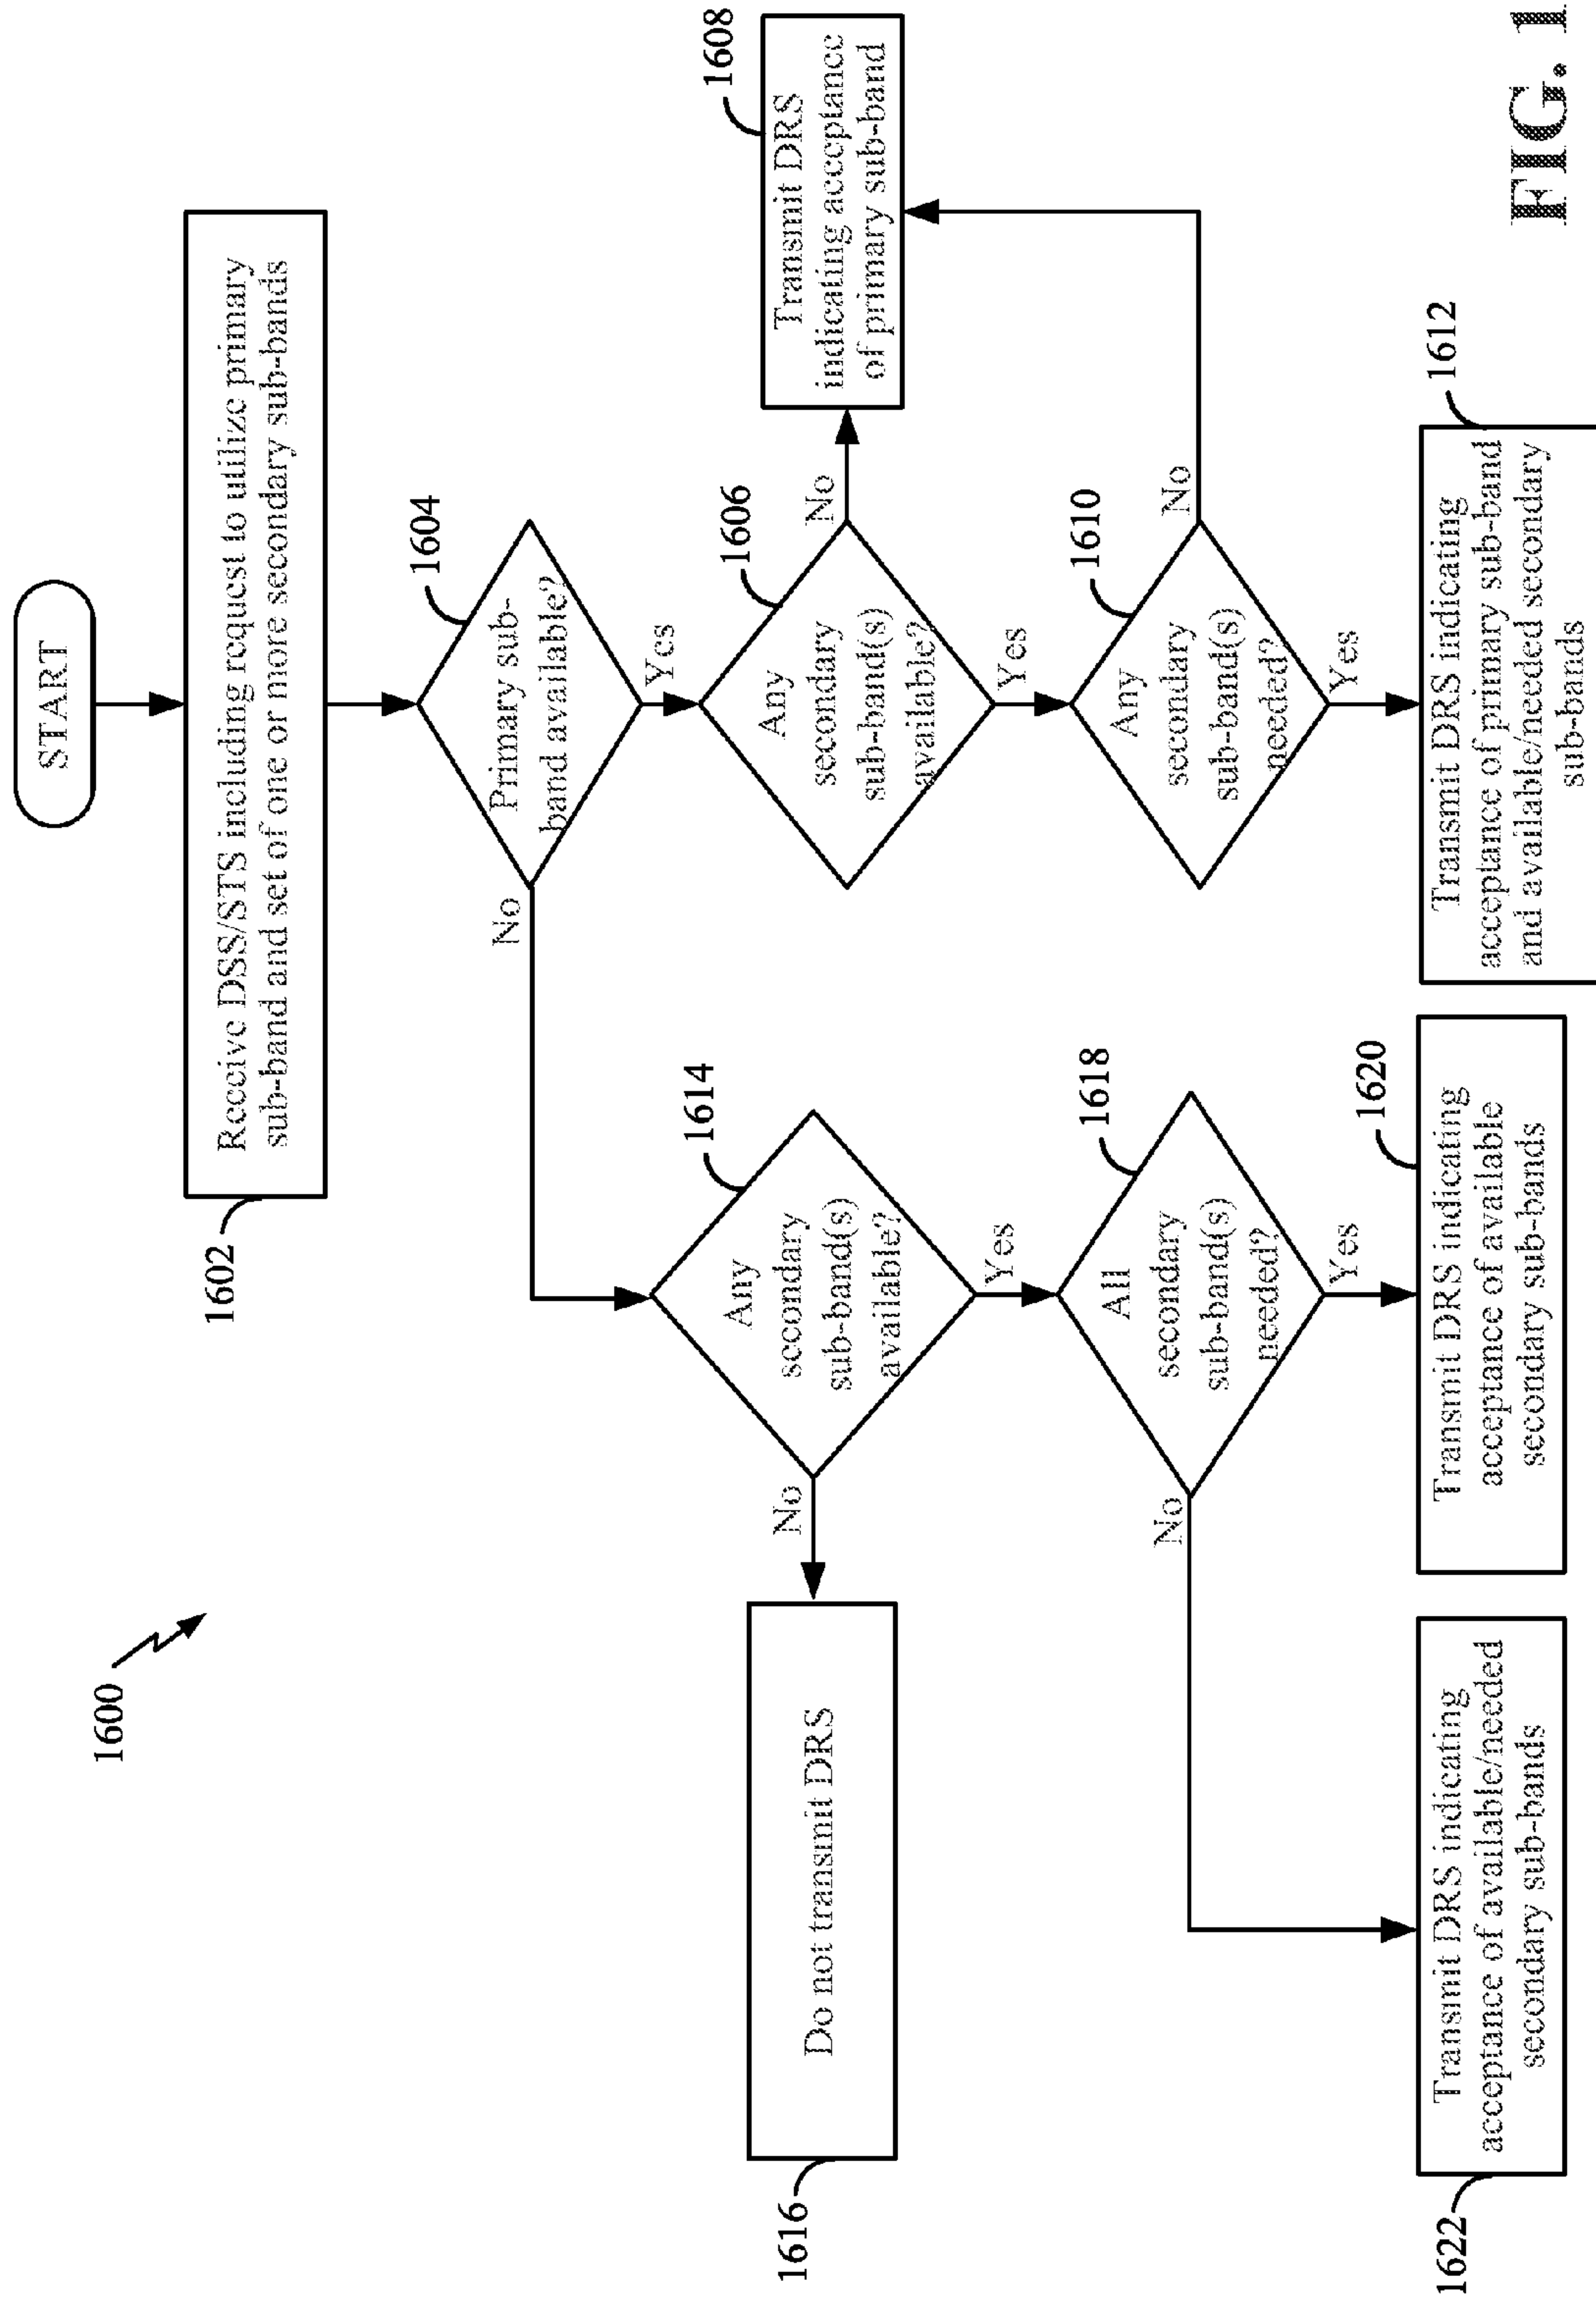 1600
START
1602
Receive DSS/STS including request to utilize primary
sub-band and set of one or more secondary sub-bands
1604
Primary sub-
band available?
No
Yes
1606
Any
secondary
sub-band(s)
available?
No
Yes
1608
Transmit DRS
indicating acceptance
of primary sub-band
1610
Any
secondary
sub-band(s)
needed?
No
Yes
1612
Transmit DRS indicating
acceptance of primary sub-band
and available/needed secondary
sub-bands
1614
Any
secondary
sub-band(s)
available?
No
Yes
1616
Do not transmit DRS
1618
All
secondary
sub-band(s)
needed?
No
Yes
1620
Transmit DRS indicating
acceptance of available
secondary sub-bands
1622
Transmit DRS indicating
acceptance of available/needed
secondary sub-bands
FIG. 1